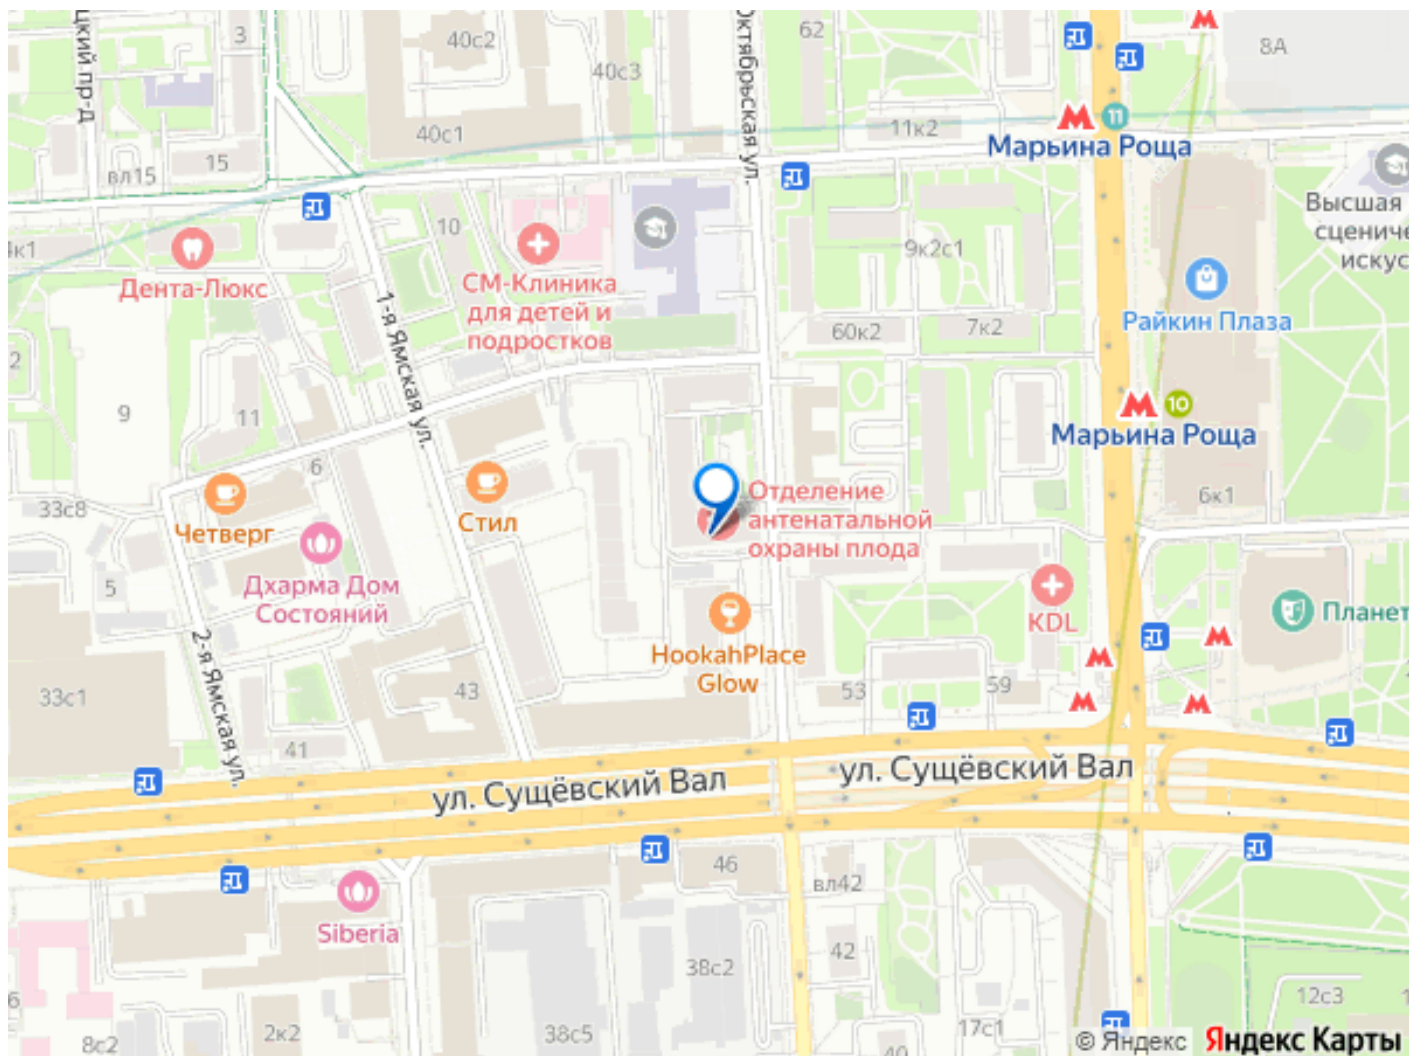 3
40с2
62
8А
40с3
Октябрьская ул.
40с1
11к2
11
Марьина Роща
15
вл15
10
Высшая
сцениче
искус
4к1
Дента-Люкс
СМ-Клиника
для детей и
подростков
9к2с1
1-я Ямская ул.
60к2
7к2
Райкин Плаза
2
9
11
10
Марьина Роща
6
33с8
Четверг
Стил
Отделение
антенатальной
охраны плода
6к1
5
Дхарма Дом
Состояний
KDL
Планет
2-я Ямская ул.
HookahPlace
Glow
33с1
43
53
59
41
ул. Сущёвский Вал
ул. Сущёвский Вал
46
вл42
Siberia
42
38с2
12с3
6
8с2
2к2
38с5
40
17с1
© Яндекс
Яндекс Карты